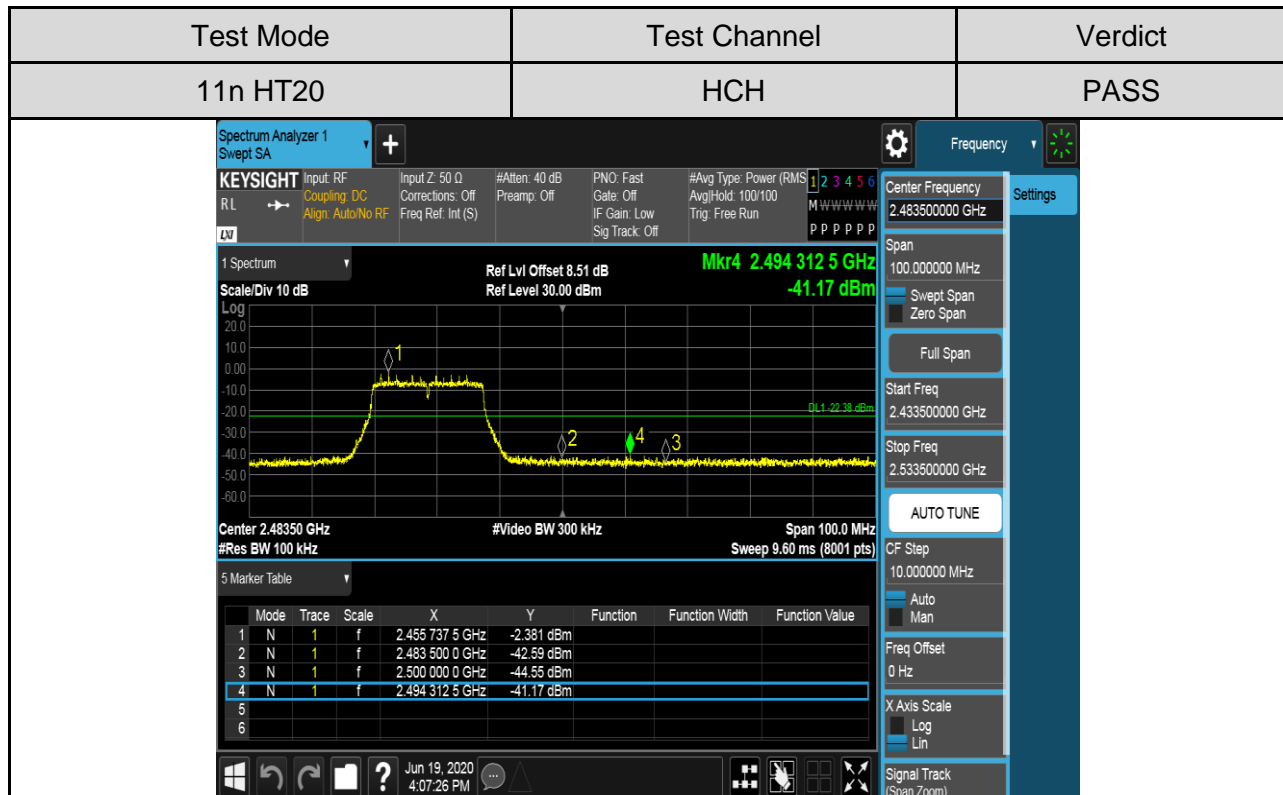 Test Mode Test Channel Verdict
11n HT20 HCH PASS
Spectrum Analyzer 1
Swept SA
+
Frequency
KEYSIGHT Input: RF Input Z: 50 Ω #Atten: 40 dB PNO: Fast #Avg Type: Power (RMS 1 2 3 4 5 6
RL Coupling: DC Corrections: Off Preamp: Off Gate: Off Avg|Hold: 100/100 M W W W W W
Align: Auto/No RF Freq Ref: Int (S) IF Gain: Low Trig: Free Run
LXI Sig Track: Off P P P P P P
1 Spectrum
Ref Lvl Offset 8.51 dB
Mkr4 2.494 312 5 GHz
Scale/Div 10 dB
Ref Level 30.00 dBm
-41.17 dBm
Log
20.0
10.0
0.00
-10.0
-20.0
-30.0
-40.0
-50.0
-60.0
1
2
4
3
DL1 -22.38 dBm
Center 2.48350 GHz #Video BW 300 kHz Span 100.0 MHz
#Res BW 100 kHz Sweep 9.60 ms (8001 pts)
5 Marker Table
Mode Trace Scale X Y Function Function Width Function Value
1 N 1 f 2.455 737 5 GHz -2.381 dBm
2 N 1 f 2.483 500 0 GHz -42.59 dBm
3 N 1 f 2.500 000 0 GHz -44.55 dBm
4 N 1 f 2.494 312 5 GHz -41.17 dBm
5
6
?
Jun 19, 2020
4:07:26 PM
Center Frequency
2.483500000 GHz
Settings
Span
100.000000 MHz
Swept Span
Zero Span
Full Span
Start Freq
2.433500000 GHz
Stop Freq
2.533500000 GHz
AUTO TUNE
CF Step
10.000000 MHz
Auto
Man
Freq Offset
0 Hz
X Axis Scale
Log
Lin
Signal Track
(Span Zoom)